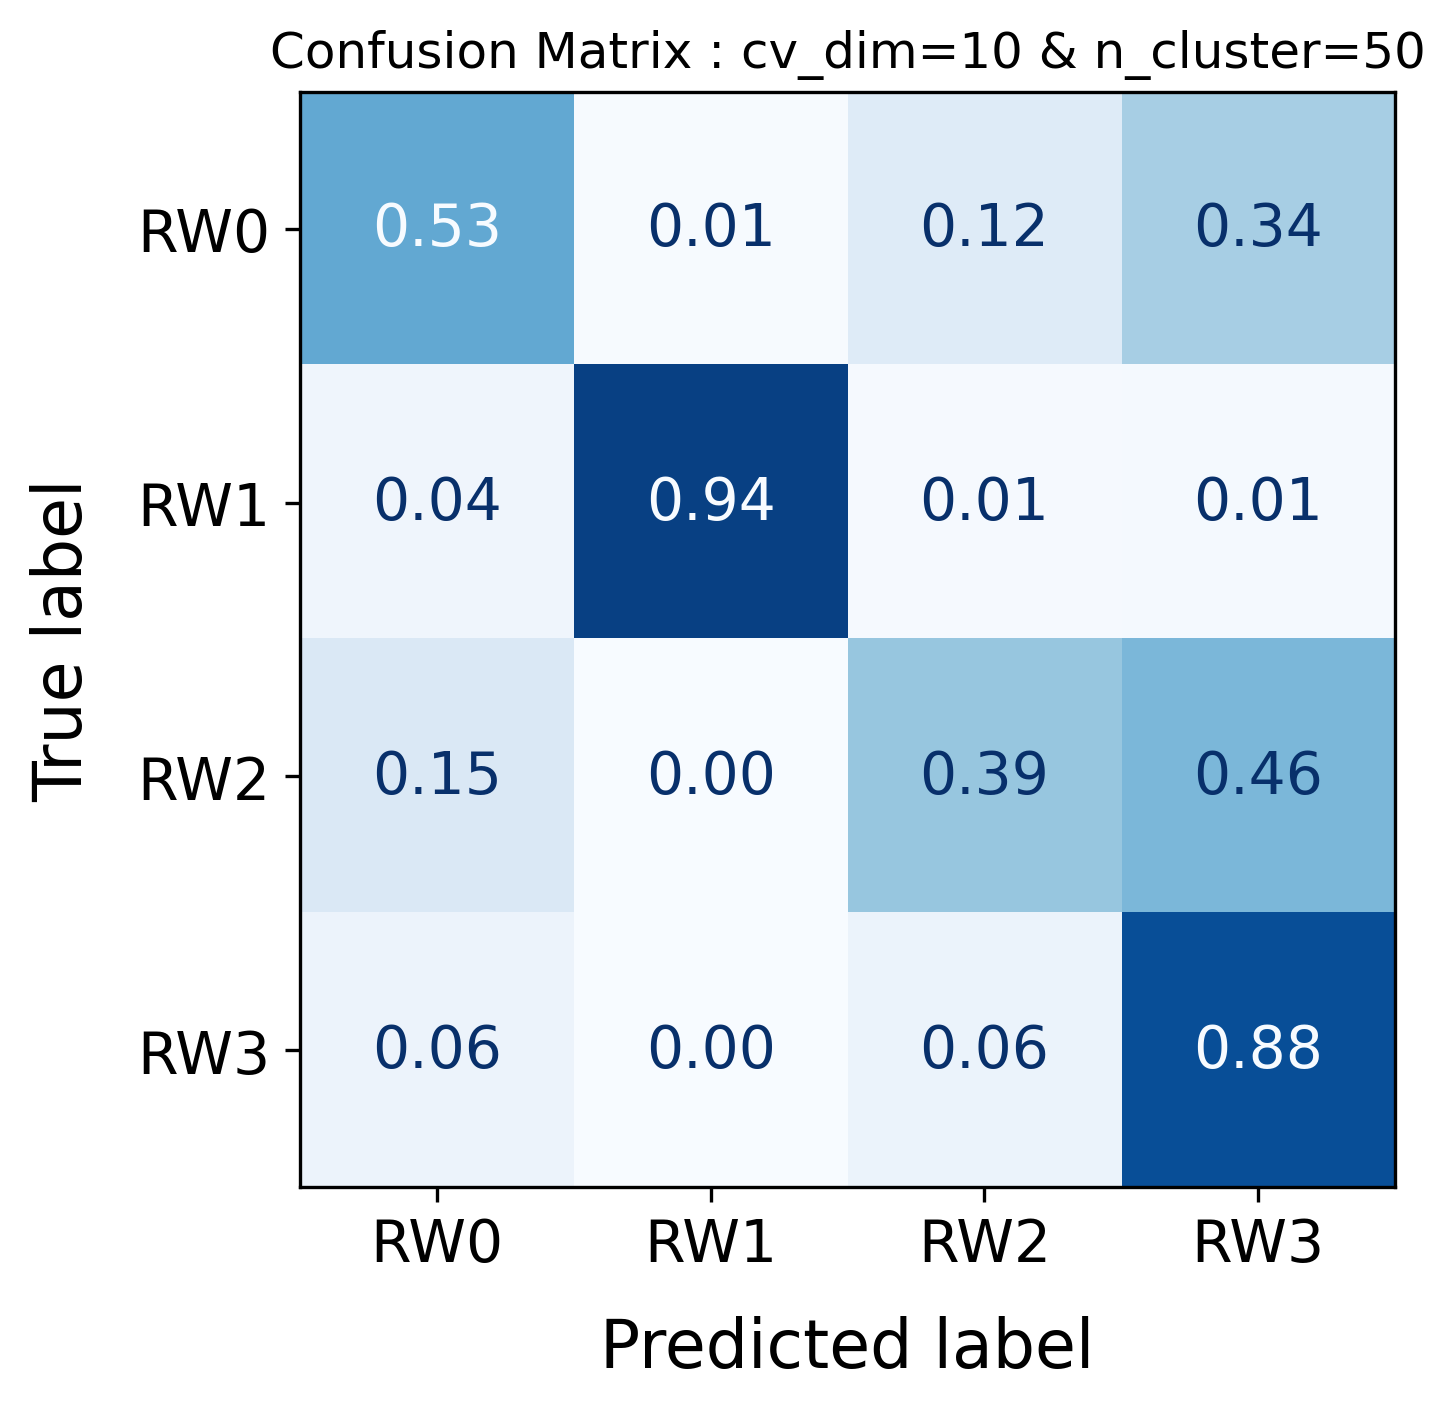 Confusion Matrix : cv_dim=10 & n_cluster=50
RW0 0.53 0.01 0.12 0.34
RW1 0.04 0.94 0.01 0.01
RW2 0.15 0.00 0.39 0.46
RW3 0.06 0.00 0.06 0.88
True label
RW0 RW1 RW2 RW3
Predicted label